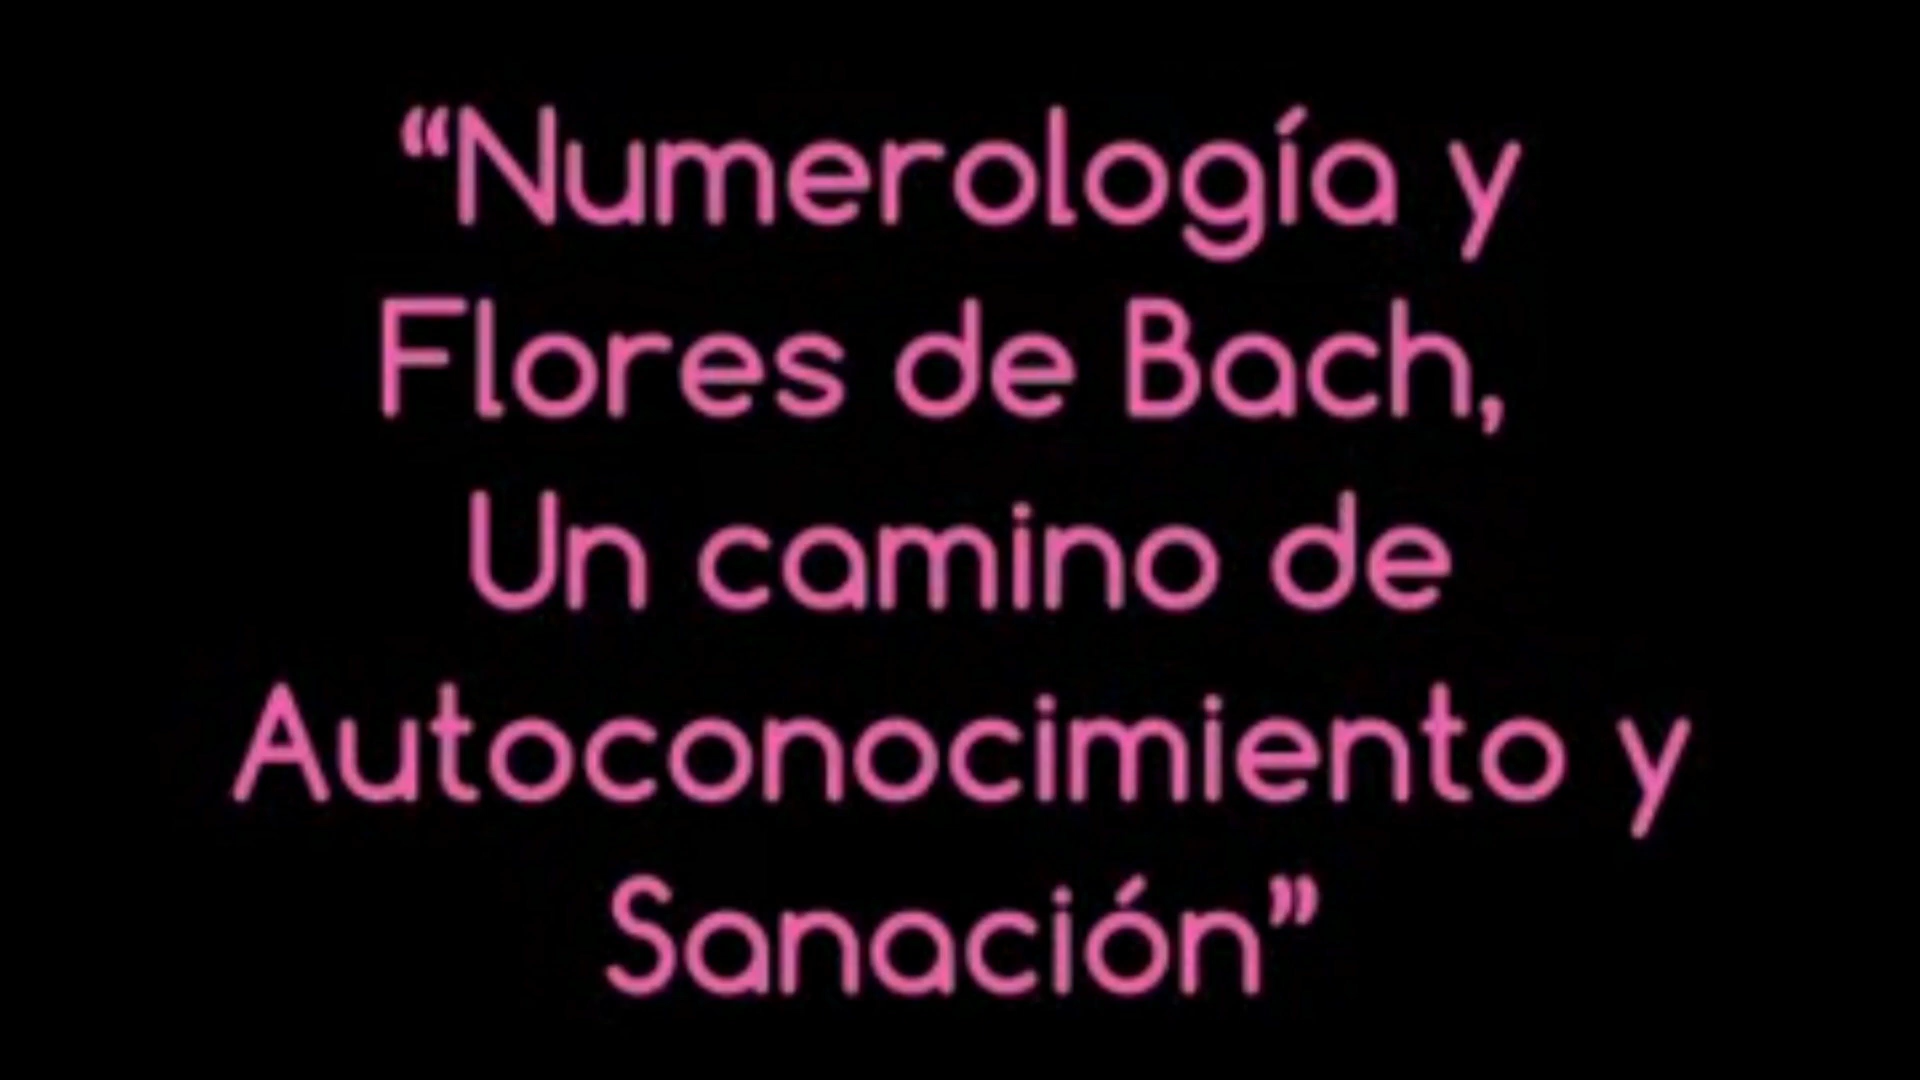 “Numerología y
Flores de Bach,
Un camino de
Autoconocimiento y
Sanación”